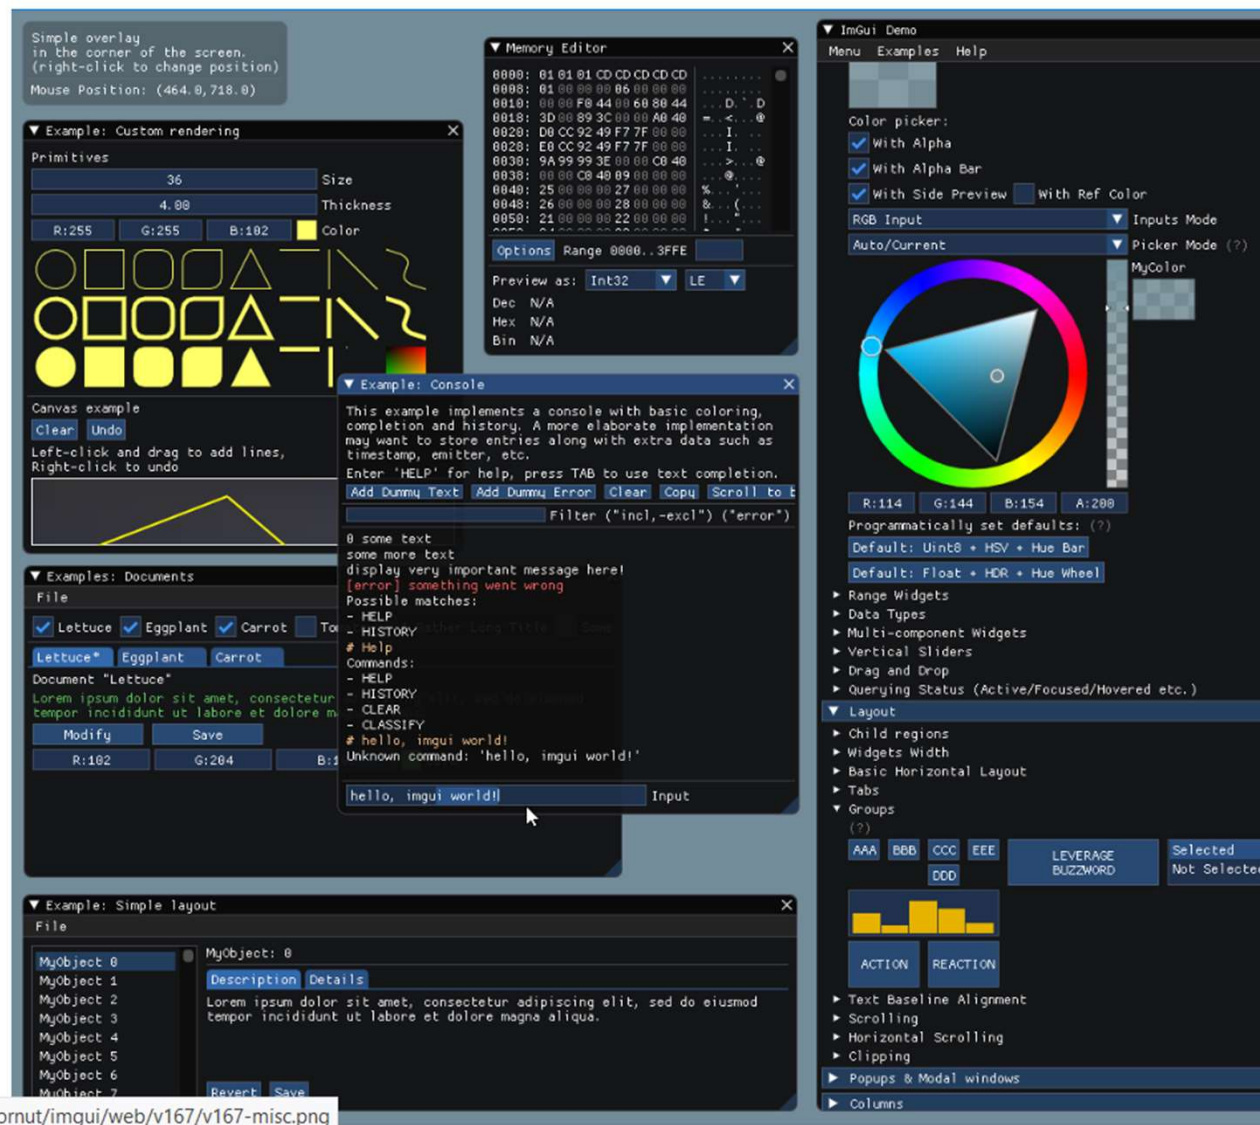 Simple overlay
in the corner of the screen.
(right-click to change position)
Mouse Position: (464.0,718.0)
Example: Custom rendering
Primitives
36 Size
4.00 Thickness
R:255 G:255 B:102 Color
Canvas example
Clear Undo
Left-click and drag to add lines,
Right-click to undo
Examples: Documents
File
Lettuce Eggplant Carrot
Lettuce* Eggplant Carrot
Document "Lettuce"
Lorem ipsum dolor sit amet, consectetur
tempor incididunt ut labore et dolore
Modify Save
R:102 G:204
Memory Editor
0000: 01 01 01 CD CD CD CD CD ........
0008: 01 00 00 00 06 00 00 00 ........
0010: 00 00 F0 44 00 60 80 44 ...D.`.D
0018: 3D 00 89 3C 00 00 A0 40 =..<...@
0020: D0 CC 92 49 F7 7F 00 00 ...I....
0028: E0 CC 92 49 F7 7F 00 00 ...I....
0030: 9A 99 99 3E 00 00 C0 40 ...>...@
0038: 00 00 C0 40 09 00 00 00 ...@....
0040: 25 00 00 00 27 00 00 00 %...'...
0048: 26 00 00 00 28 00 00 00 &...(...
0050: 21 00 00 00 22 00 00 00 !..."...
Options Range 0000..3FFE
Preview as: Int32 LE
Dec N/A
Hex N/A
Bin N/A
Example: Console
This example implements a console with basic coloring,
completion and history. A more elaborate implementation
may want to store entries along with extra data such as
timestamp, emitter, etc.
Enter 'HELP' for help, press TAB to use text completion.
Add Dummy Text Add Dummy Error Clear Copy Scroll to b
Filter ("incl,-excl") ("error")
0 some text
some more text
display very important message here!
[error] something went wrong
Possible matches:
- HELP
- HISTORY
# Help
Commands:
- HELP
- HISTORY
- CLEAR
- CLASSIFY
# hello, imgui world!
Unknown command: 'hello, imgui world!'
hello, imgui world! Input
Example: Simple layout
File
MyObject 0
MyObject 1
MyObject 2
MyObject 3
MyObject 4
MyObject 5
MyObject 6
MyObject 7
MyObject: 0
Description Details
Lorem ipsum dolor sit amet, consectetur adipiscing elit, sed do eiusmod
tempor incididunt ut labore et dolore magna aliqua.
Revert Save
ornut/imgui/web/v167/v167-misc.png
ImGui Demo
Menu Examples Help
Color picker:
With Alpha
With Alpha Bar
With Side Preview With Ref Color
RGB Input Inputs Mode
Auto/Current Picker Mode (?)
MyColor
R:114 G:144 B:154 A:200
Programmatically set defaults: (?)
Default: Uint8 + HSV + Hue Bar
Default: Float + HDR + Hue Wheel
Range Widgets
Data Types
Multi-component Widgets
Vertical Sliders
Drag and Drop
Querying Status (Active/Focused/Hovered etc.)
Layout
Child regions
Widgets Width
Basic Horizontal Layout
Tabs
Groups
(?)
AAA BBB CCC EEE
DDD
LEVERAGE
BUZZWORD
Selected
Not Selected
ACTION REACTION
Text Baseline Alignment
Scrolling
Horizontal Scrolling
Clipping
Popups & Modal windows
Columns